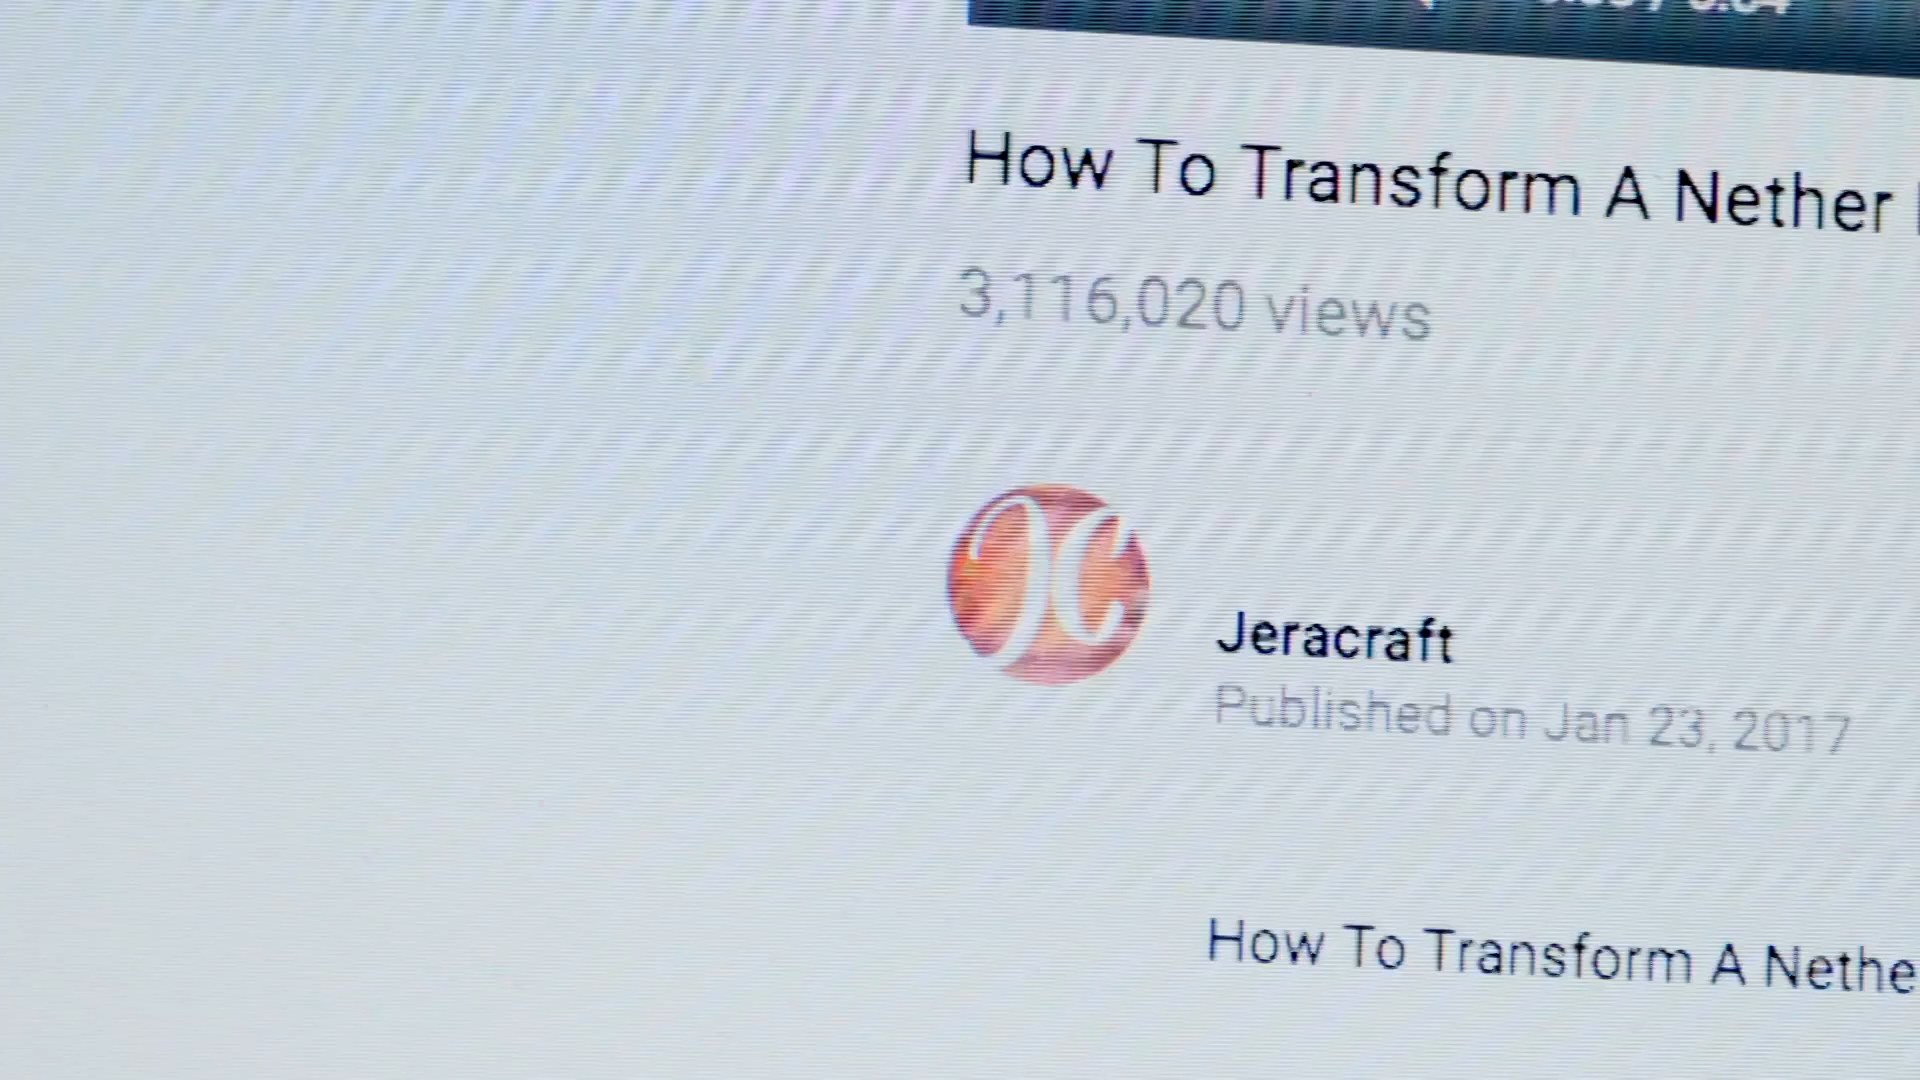 How To Transform A Nether
3,116,020 views
Jeracraft
Published on Jan 23, 2017
How To Transform A Nethe